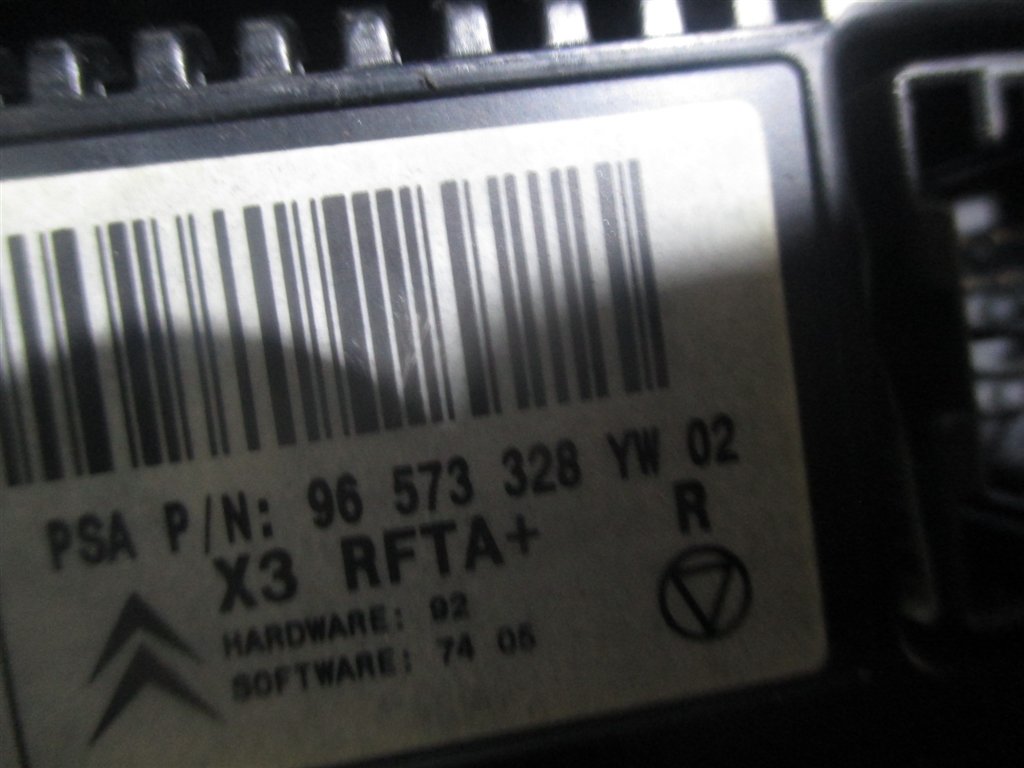 PSA P/N: 96 573 328 YW 02
X3 RFTA+ R
HARDWARE: 92
SOFTWARE: 74 05